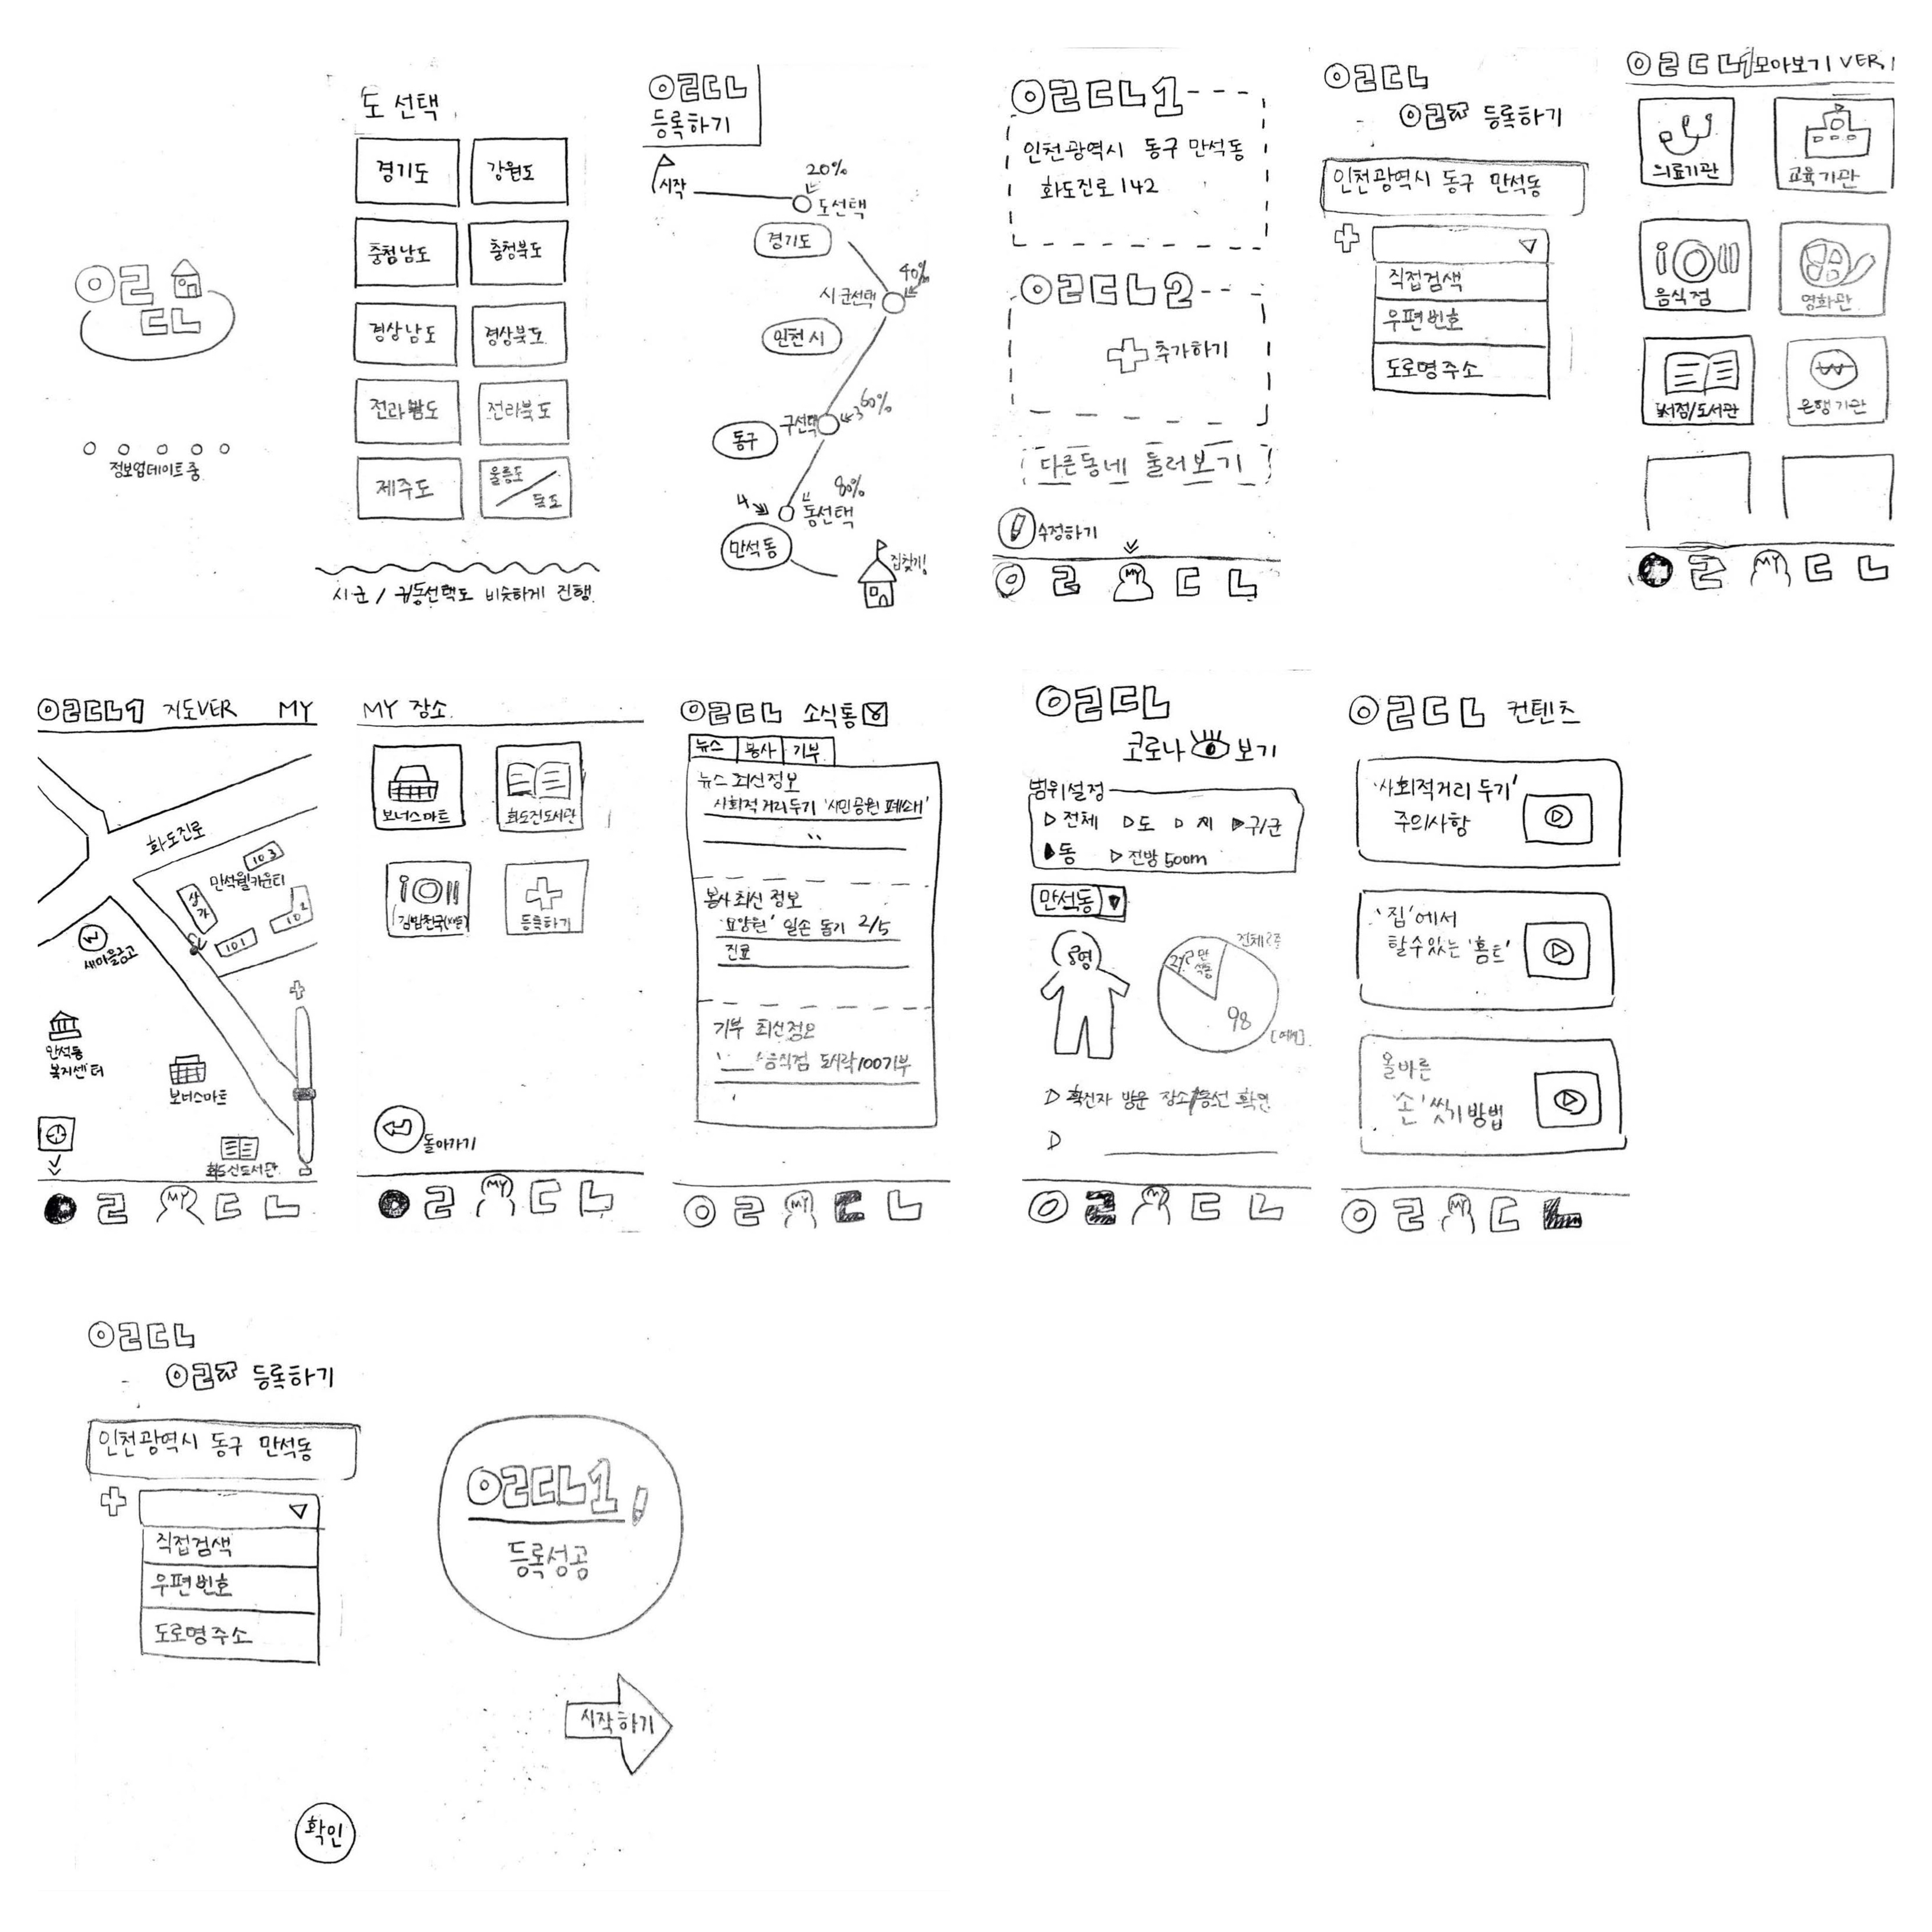 ㅇㄹ
ㄷㄴ
정보업데이트중
도 선택
경기도
강원도
충청남도
충청북도
경상남도
경상북도
전라남도
전라북도
제주도
울릉도
독도
시군 / 구동선택도 비슷하게 진행
ㅇㄹㄷㄴ
등록하기
시작
20%
도선택
경기도
40%
시군선택
인천시
60%
3
구선택
동구
80%
4
동선택
만석동
집찾기!
ㅇㄹㄷㄴ1
인천광역시 동구 만석동
화도진로 142
ㅇㄹㄷㄴ2
추가하기
다른동네 둘러보기
수정하기
ㅇ ㄹ MY ㄷ ㄴ
ㅇㄹㄷㄴ
ㅇㄹ 등록하기
인천광역시 동구 만석동
직접검색
우편번호
도로명주소
ㅇㄹㄷㄴ1 모아보기 VER.1
의료기관
교육기관
음식점
영화관
서점/도서관
₩
은행기관
ㄹ MY ㄷ ㄴ
ㅇㄹㄷㄴ1 지도VER MY
화도진로
103
만석웰카운티
상가
102
101
W
새마을금고
만석동
복지센터
보너스마트
화도진도서관
ㄹ MY ㄷ ㄴ
MY 장소
보너스마트
화도진도서관
등록하기
돌아가기
ㅇ ㄹ MY ㄷ ㄴ
ㅇㄹㄷㄴ 소식통
뉴스 봉사 기부
뉴스 최신정보
사회적거리두기 '시민공원 폐쇄'
봉사 최신 정보
'요양원' 일손 돕기 2/5
진료
기부 최신정보
음식점 도시락100기부
ㅇ ㄹ MY ㄷ ㄴ
ㅇㄹㄷㄴ
코로나 보기
범위설정
전체 도 시 구/군
동 전방 500m
만석동
0명
2% 만석동
98
[예시]
확진자 방문 장소/동선 확인
ㅇ ㄹ MY ㄷ ㄴ
ㅇㄹㄷㄴ 컨텐츠
'사회적거리 두기'
주의사항
'집'에서
할수있는 '홈트'
올바른
'손' 씻기 방법
ㅇ ㄹ MY ㄷ ㄴ
ㅇㄹㄷㄴ
ㅇㄹ 등록하기
인천광역시 동구 만석동
직접검색
우편번호
도로명주소
확인
ㅇㄹㄷㄴ1
등록성공
시작하기